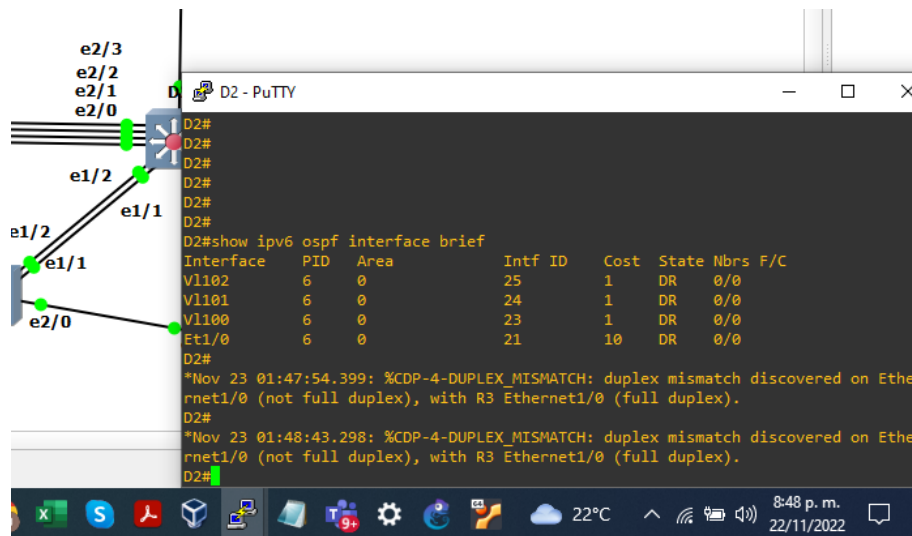 e2/3
e2/2
e2/1
e2/0
e1/2
e1/1
e1/2
e1/1
e2/0
D2 - PuTTY
D2#
D2#
D2#
D2#
D2#
D2#
D2#show ipv6 ospf interface brief
Interface    PID   Area            Intf ID    Cost  State Nbrs F/C
Vl102        6     0               25         1     DR    0/0
Vl101        6     0               24         1     DR    0/0
Vl100        6     0               23         1     DR    0/0
Et1/0        6     0               21         10    DR    0/0
D2#
*Nov 23 01:47:54.399: %CDP-4-DUPLEX_MISMATCH: duplex mismatch discovered on Ethe
rnet1/0 (not full duplex), with R3 Ethernet1/0 (full duplex).
D2#
*Nov 23 01:48:43.298: %CDP-4-DUPLEX_MISMATCH: duplex mismatch discovered on Ethe
rnet1/0 (not full duplex), with R3 Ethernet1/0 (full duplex).
D2#
22°C
8:48 p. m.
22/11/2022
9+